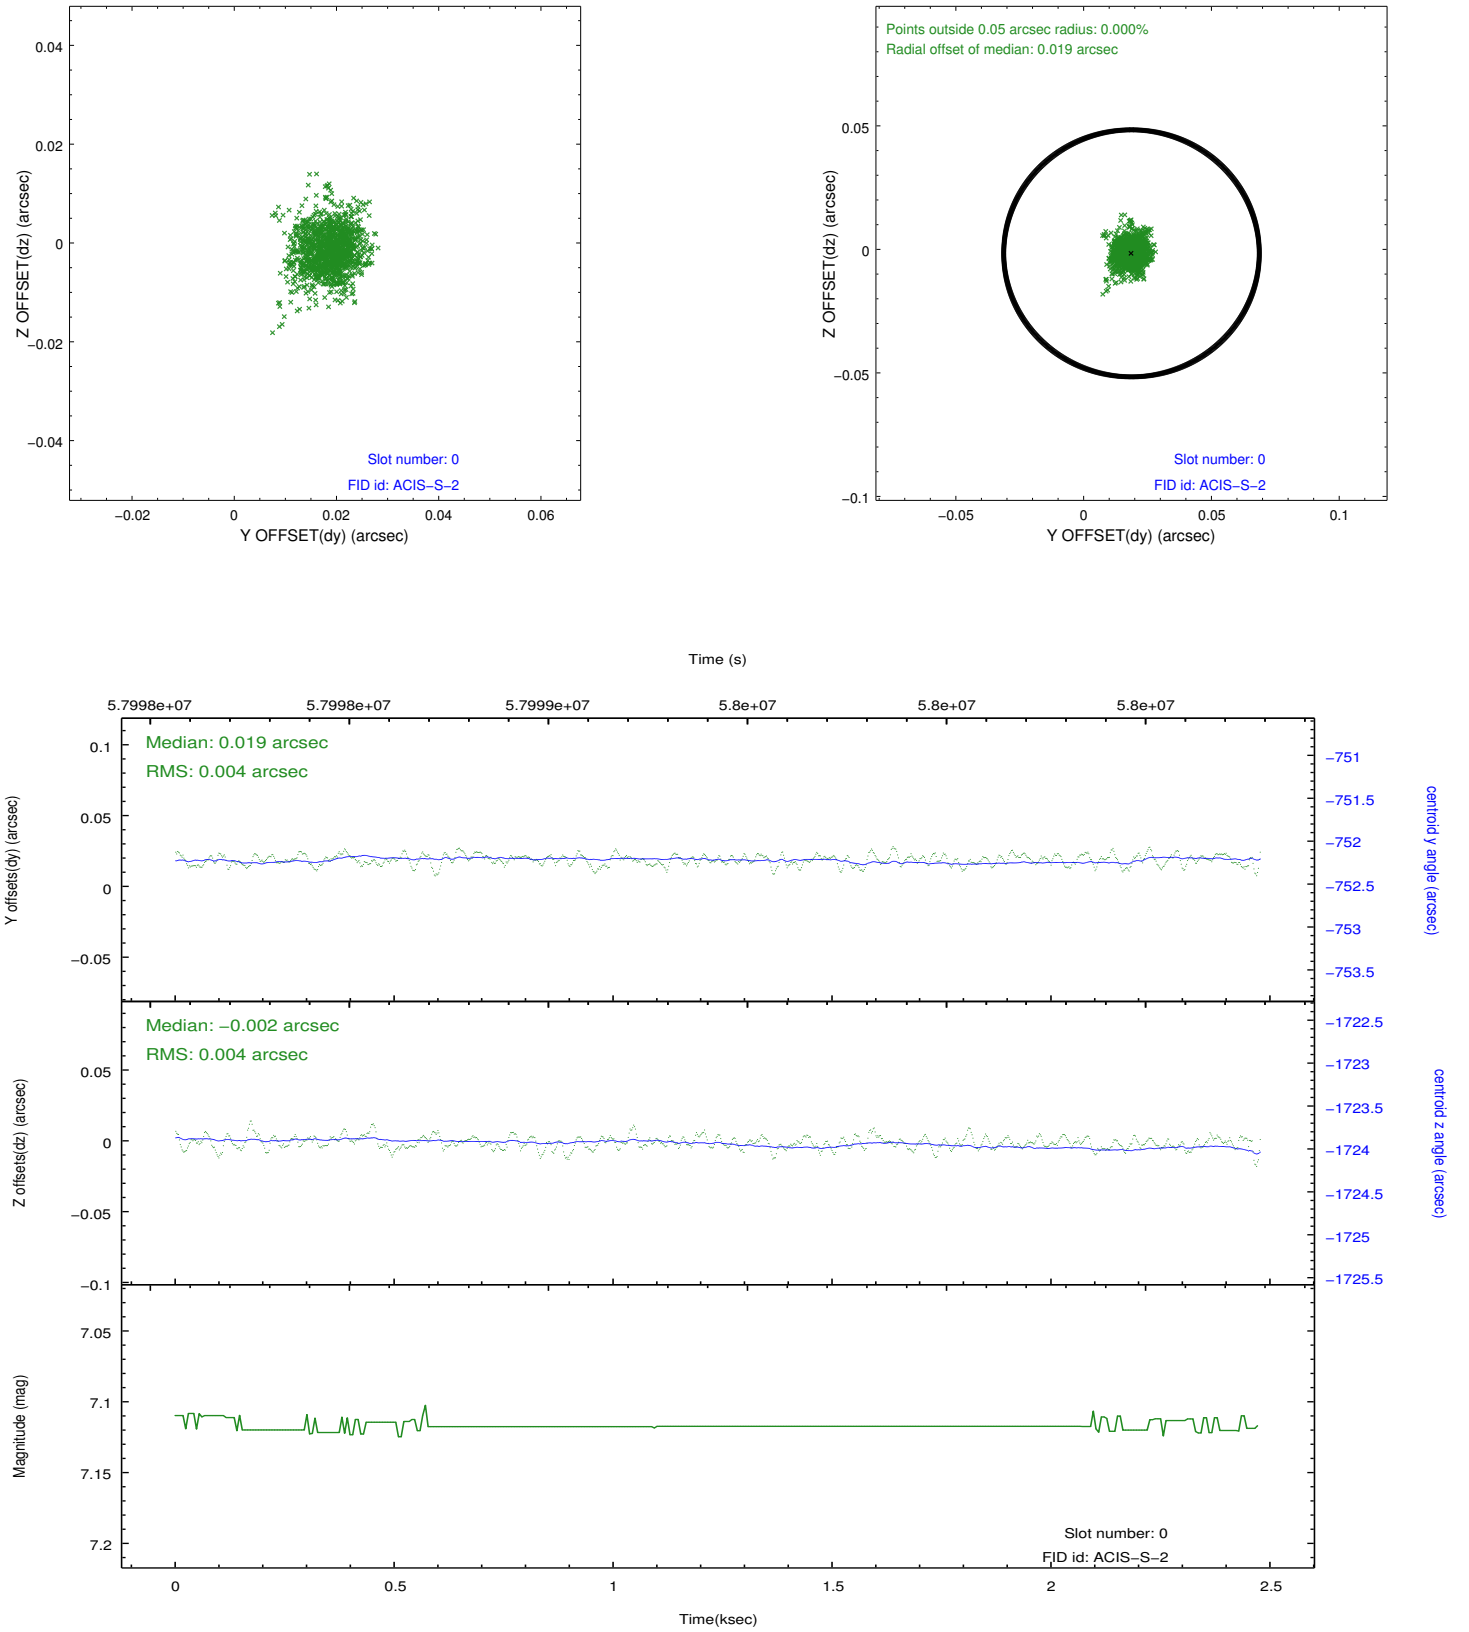 0.04
0.02
0
−0.02
−0.04
Z OFFSET(dz) (arcsec)
Slot number: 0
FID id: ACIS−S−2
−0.02
0
0.02
0.04
0.06
Y OFFSET(dy) (arcsec)
Points outside 0.05 arcsec radius: 0.000%
Radial offset of median: 0.019 arcsec
0.05
0
−0.05
−0.1
Z OFFSET(dz) (arcsec)
Slot number: 0
FID id: ACIS−S−2
−0.05
0
0.05
0.1
Y OFFSET(dy) (arcsec)
Time (s)
5.7998e+07
5.7998e+07
5.7999e+07
5.8e+07
5.8e+07
5.8e+07
Median: 0.019 arcsec
RMS: 0.004 arcsec
0.1
0.05
0
−0.05
Y offsets(dy) (arcsec)
−751
−751.5
−752
−752.5
−753
−753.5
centroid y angle (arcsec)
Median: −0.002 arcsec
RMS: 0.004 arcsec
0.05
0
−0.05
−0.1
Z offsets(dz) (arcsec)
−1722.5
−1723
−1723.5
−1724
−1724.5
−1725
−1725.5
centroid z angle (arcsec)
7.05
7.1
7.15
7.2
Magnitude (mag)
Slot number: 0
FID id: ACIS−S−2
0
0.5
1
1.5
2
2.5
Time(ksec)